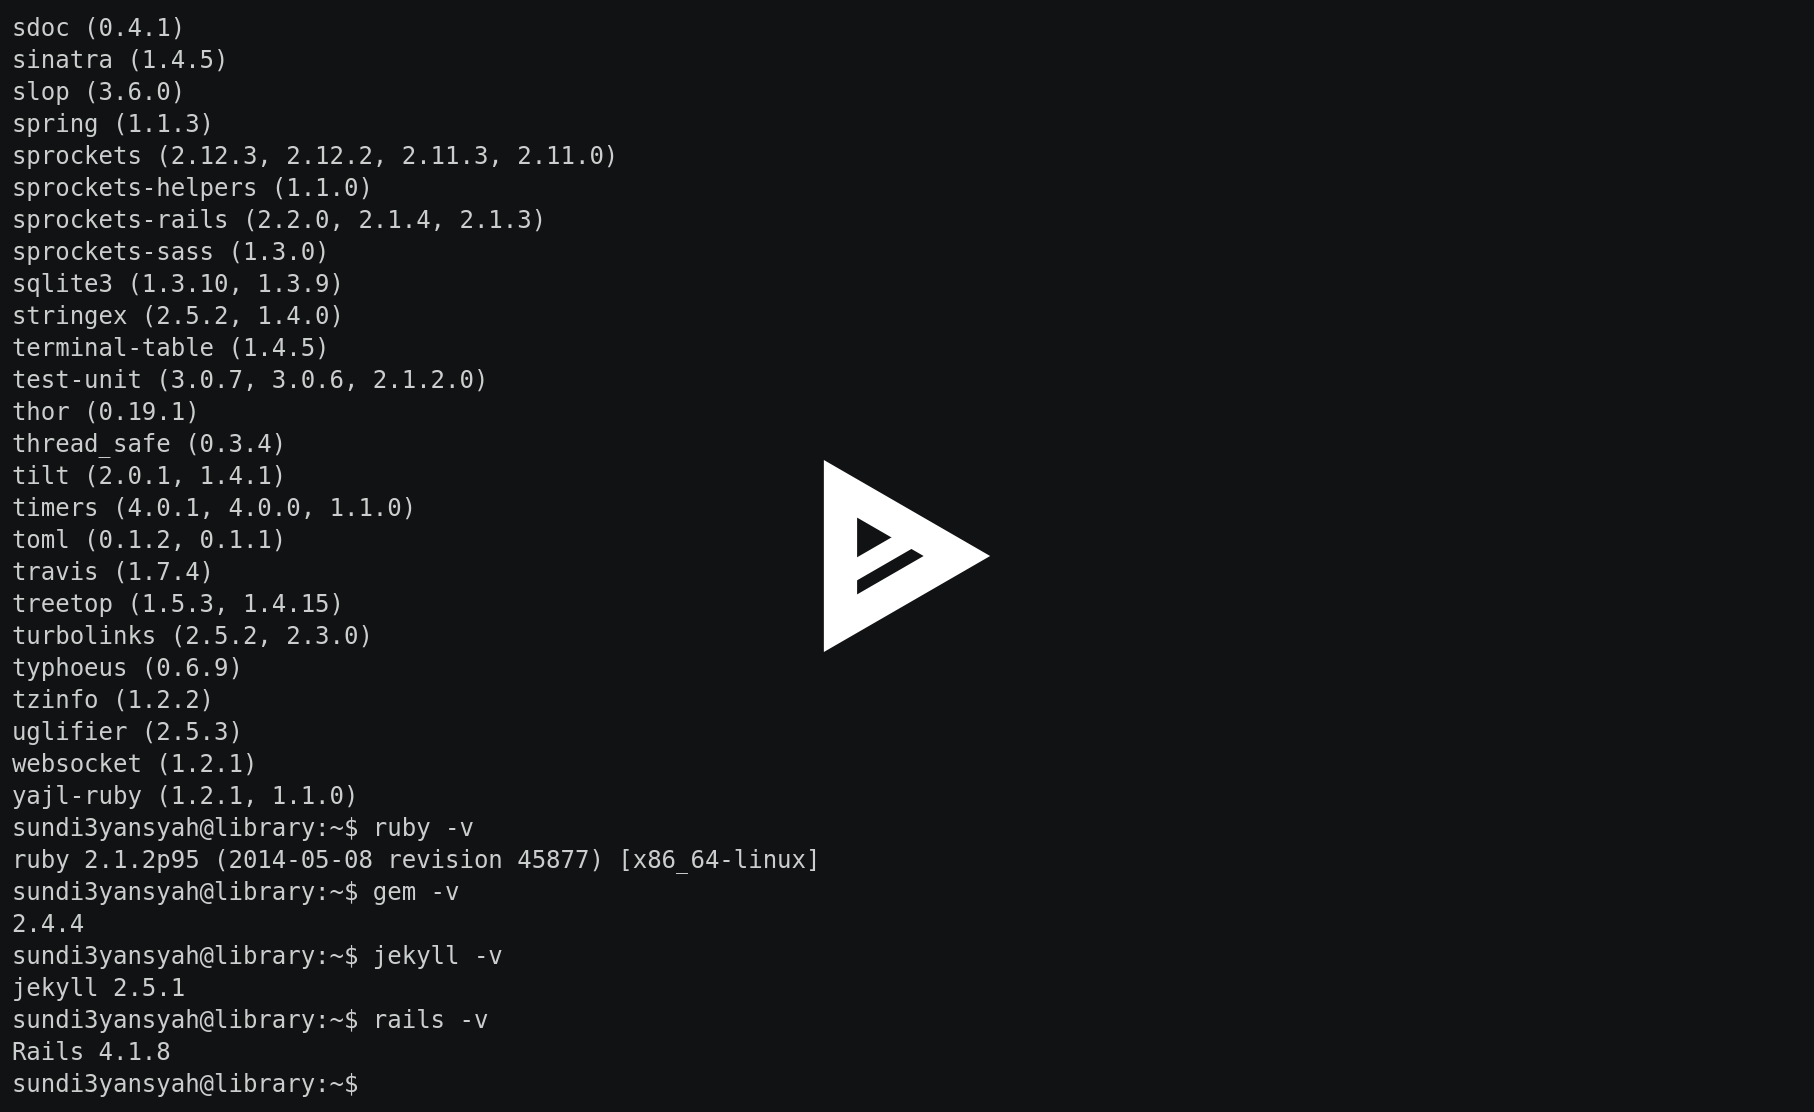 sdoc (0.4.1)
sinatra (1.4.5)
slop (3.6.0)
spring (1.1.3)
sprockets (2.12.3, 2.12.2, 2.11.3, 2.11.0)
sprockets-helpers (1.1.0)
sprockets-rails (2.2.0, 2.1.4, 2.1.3)
sprockets-sass (1.3.0)
sqlite3 (1.3.10, 1.3.9)
stringex (2.5.2, 1.4.0)
terminal-table (1.4.5)
test-unit (3.0.7, 3.0.6, 2.1.2.0)
thor (0.19.1)
thread_safe (0.3.4)
tilt (2.0.1, 1.4.1)
timers (4.0.1, 4.0.0, 1.1.0)
toml (0.1.2, 0.1.1)
travis (1.7.4)
treetop (1.5.3, 1.4.15)
turbolinks (2.5.2, 2.3.0)
typhoeus (0.6.9)
tzinfo (1.2.2)
uglifier (2.5.3)
websocket (1.2.1)
yajl-ruby (1.2.1, 1.1.0)
sundi3yansyah@library:~$ ruby -v
ruby 2.1.2p95 (2014-05-08 revision 45877) [x86_64-linux]
sundi3yansyah@library:~$ gem -v
2.4.4
sundi3yansyah@library:~$ jekyll -v
jekyll 2.5.1
sundi3yansyah@library:~$ rails -v
Rails 4.1.8
sundi3yansyah@library:~$